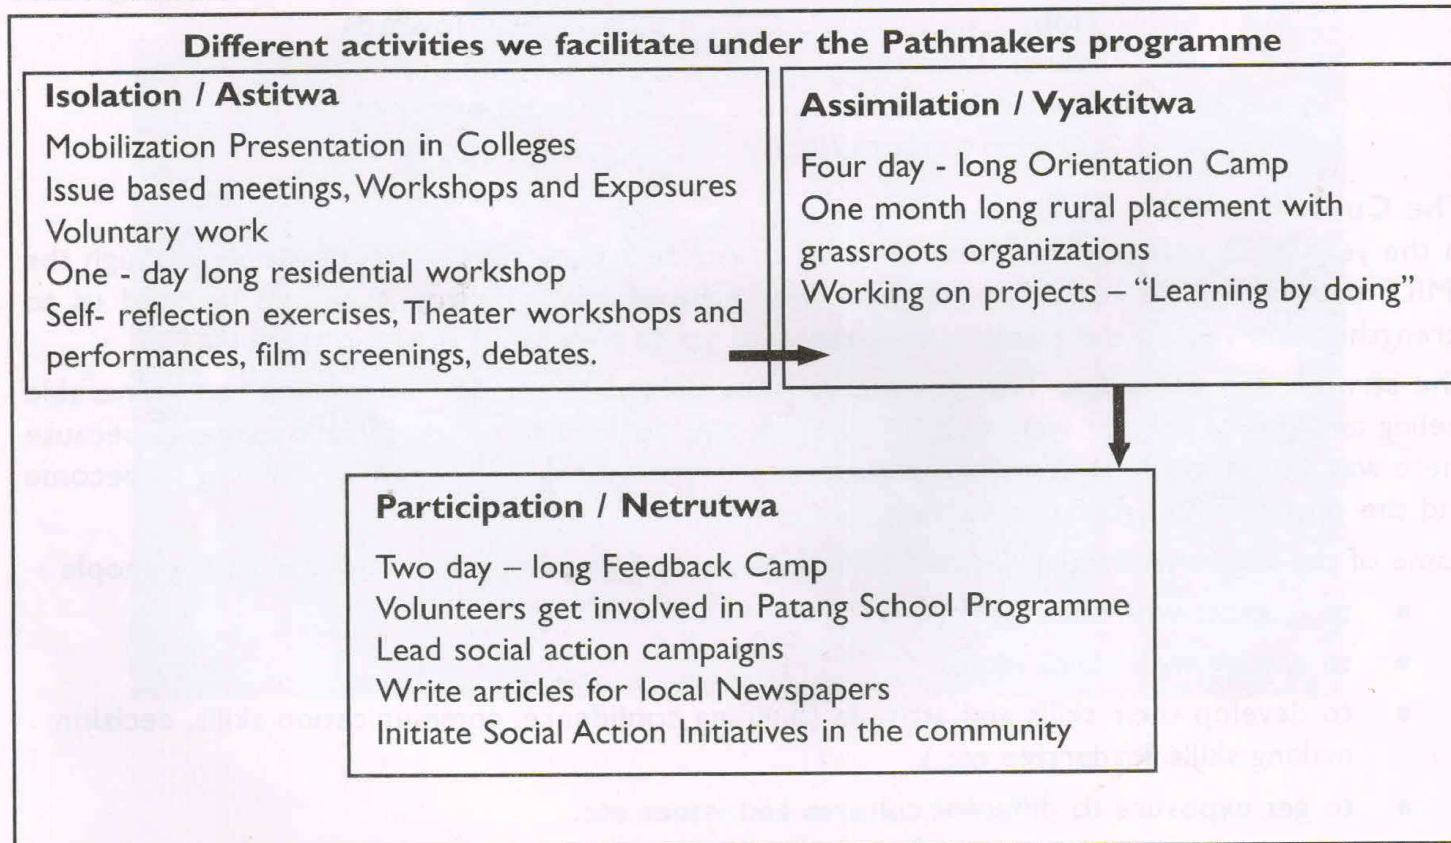 Different activities we facilitate under the Pathmakers programme
Isolation / Astitwa
Mobilization Presentation in Colleges
Issue based meetings, Workshops and Exposures
Voluntary work
One - day long residential workshop
Self- reflection exercises, Theater workshops and
performances, film screenings, debates.
Assimilation / Vyaktitwa
Four day - long Orientation Camp
One month long rural placement with
grassroots organizations
Working on projects - “Learning by doing”
Participation / Netrutwa
Two day – long Feedback Camp
Volunteers get involved in Patang School Programme
Lead social action campaigns
Write articles for local Newspapers
Initiate Social Action Initiatives in the community